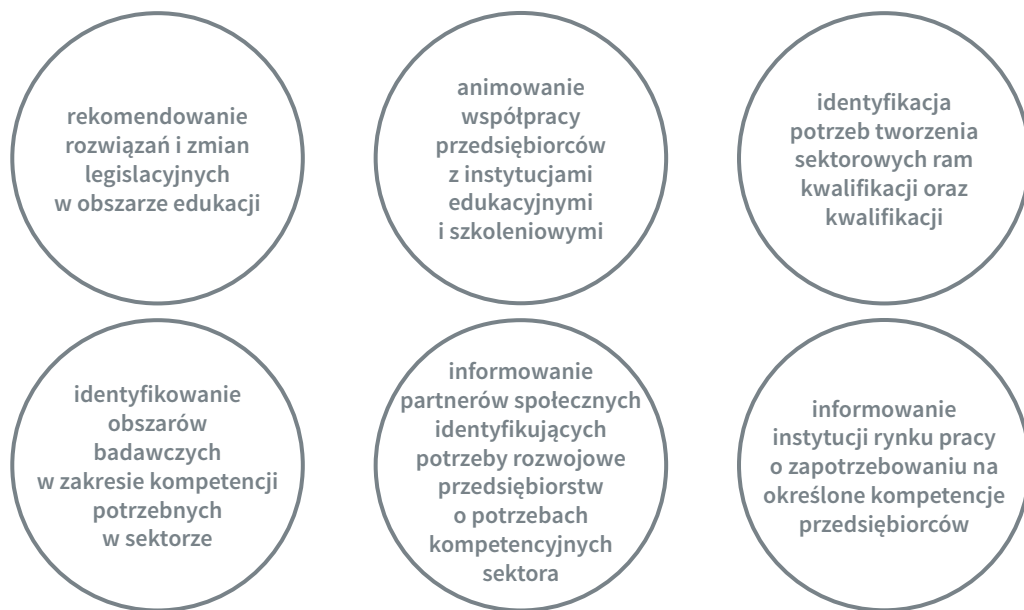 rekomendowanie
rozwiązań i zmian
legislacyjnych
w obszarze edukacji
animowanie
współpracy
przedsiębiorców
z instytucjami
edukacyjnymi
i szkoleniowymi
identyfikacja
potrzeb tworzenia
sektorowych ram
kwalifikacji oraz
kwalifikacji
identyfikowanie
obszarów
badawczych
w zakresie kompetencji
potrzebnych
w sektorze
informowanie
partnerów społecznych
identyfikujących
potrzeby rozwojowe
przedsiębiorstw
o potrzebach
kompetencyjnych
sektora
informowanie
instytucji rynku pracy
o zapotrzebowaniu na
określone kompetencje
przedsiębiorców